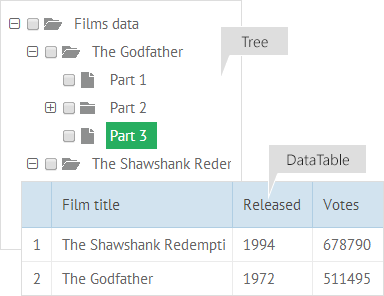 Films data
The Godfather
Tree
Part 1
Part 2
Part 3
The Shawshank Reder
DataTable
Film title Released Votes
1 The Shawshank Redempti 1994 678790
2 The Godfather 1972 511495